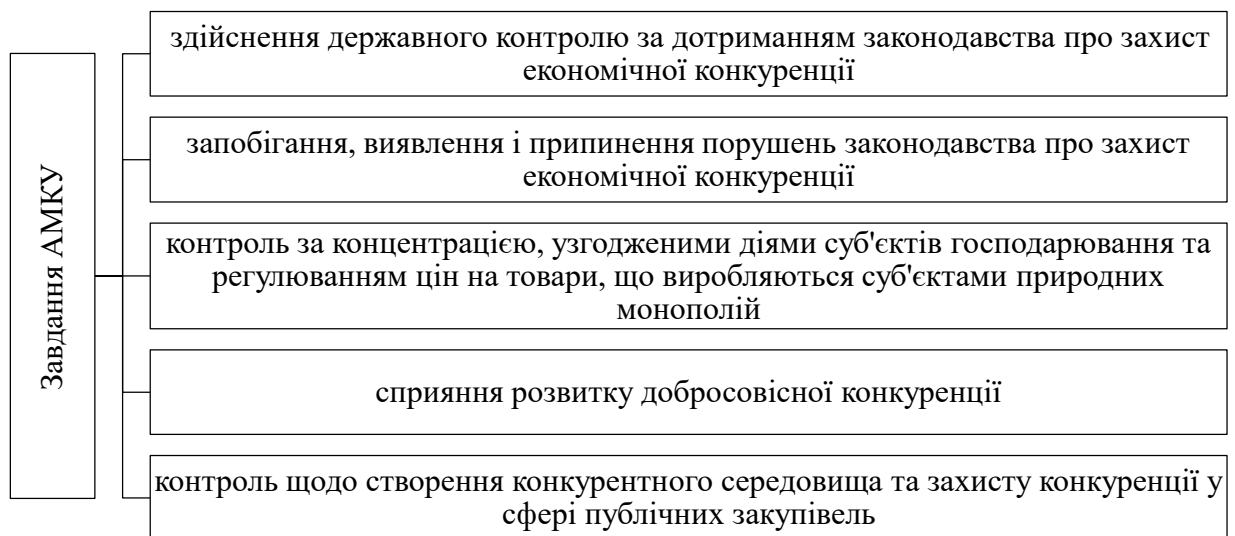 Завдання АМКУ
здійснення державного контролю за дотриманням законодавства про захист
економічної конкуренції
запобігання, виявлення і припинення порушень законодавства про захист
економічної конкуренції
контроль за концентрацією, узгодженими діями суб'єктів господарювання та
регулюванням цін на товари, що виробляються суб'єктами природних
монополій
сприяння розвитку добросовісної конкуренції
контроль щодо створення конкурентного середовища та захисту конкуренції у
сфері публічних закупівель